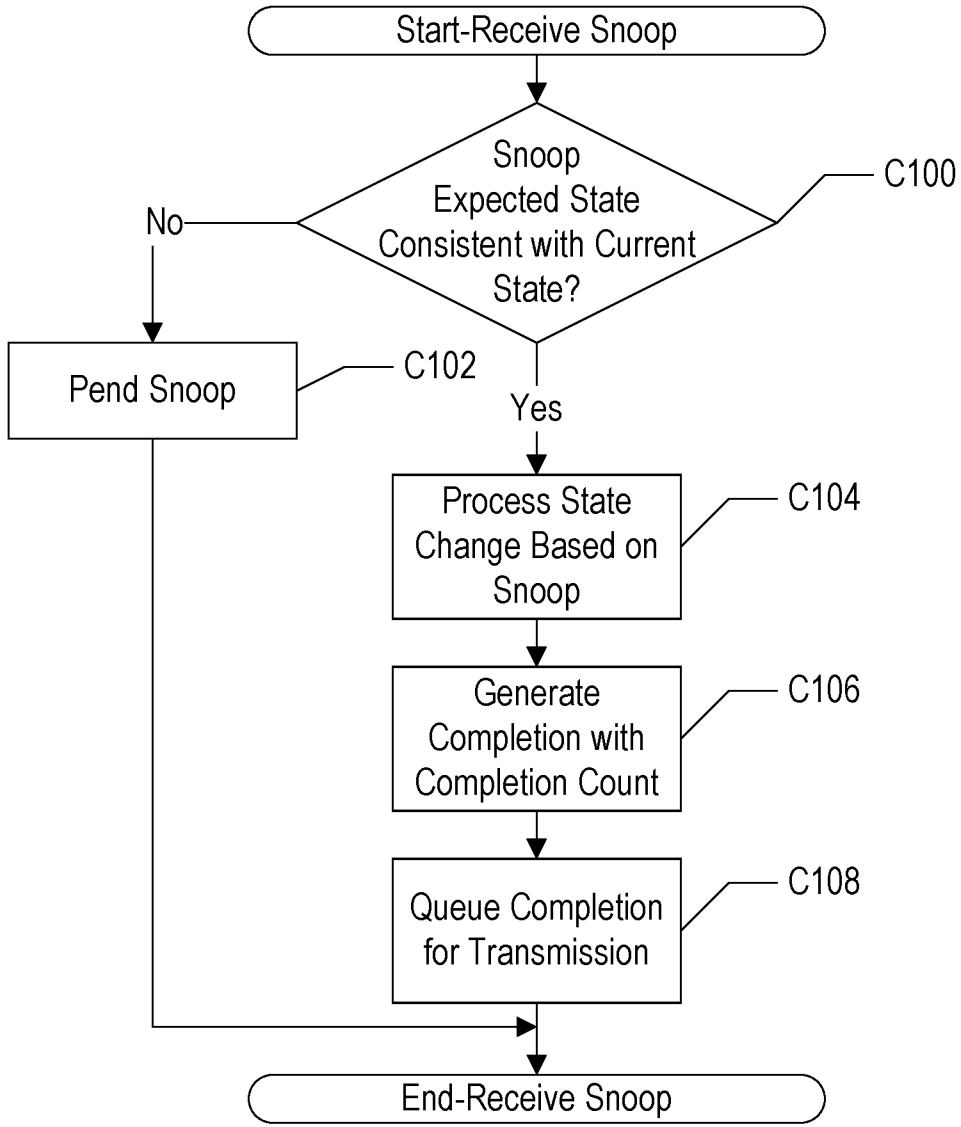 Start-Receive Snoop
Snoop
Expected State
Consistent with Current
State?
C100
No
Pend Snoop
C102
Yes
Process State
Change Based on
Snoop
C104
Generate
Completion with
Completion Count
C106
Queue Completion
for Transmission
C108
End-Receive Snoop